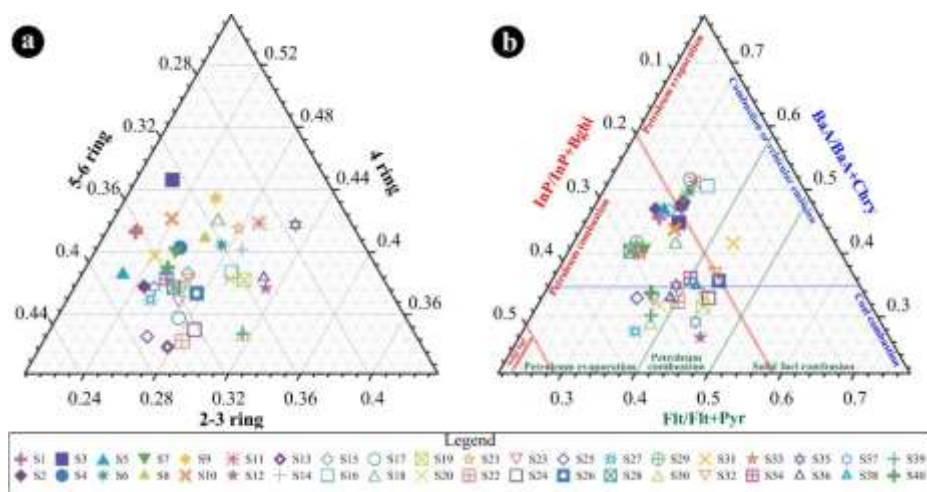 a
0.28
0.52
0.32
0.48
5-6 ring
4 ring
0.36
0.44
0.4
0.4
0.44
0.36
0.24
0.28
0.32
0.36
0.4
2-3 ring
b
0.1
0.7
Petroleum evaporation
0.2
0.6
InP/InP+Bghi
BaA/BaA+Chry
Combustion or vehicular emission
0.3
0.5
Petroleum combustion
0.4
0.4
0.5
0.3
Coal combustion
Petroleum evaporation
Petroleum combustion
Solid fuel combustion
0.3
0.4
0.5
0.6
0.7
Flt/Flt+Pyr
Legend
S1 S3 S5 S7 S9 S11 S13 S15 S17 S19 S21 S23 S25 S27 S29 S31 S33 S35 S37 S39
S2 S4 S6 S8 S10 S12 S14 S16 S18 S20 S22 S24 S26 S28 S30 S32 S34 S36 S38 S40